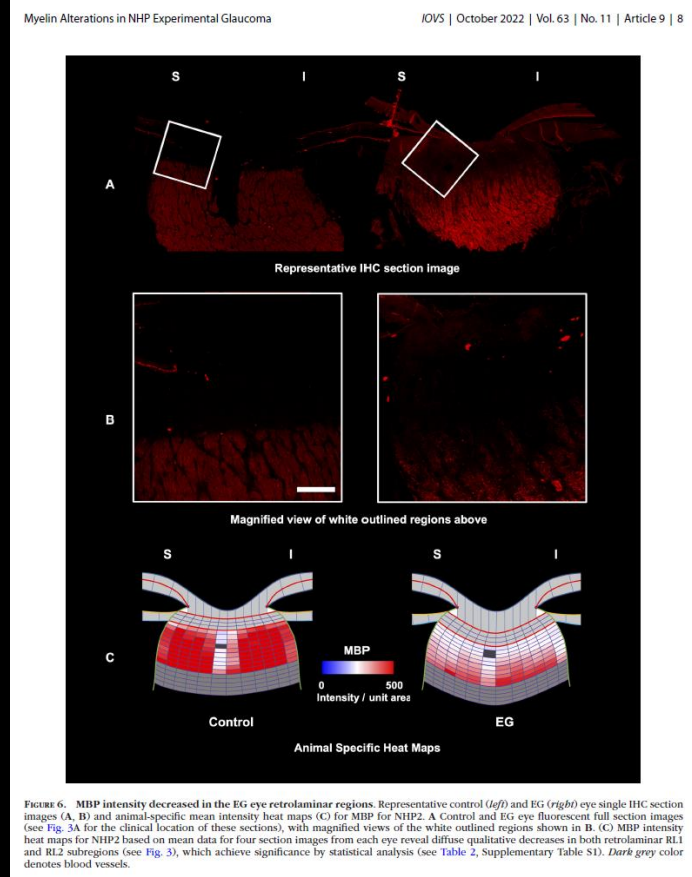 Myelin Alterations in NHP Experimental Glaucoma
IOVS | October 2022 | Vol. 63 | No. 11 | Article 9 | 8
S I S I
A
Representative IHC section image
B
Magnified view of white outlined regions above
S I S I
C
MBP
0 500
Intensity / unit area
Control
EG
Animal Specific Heat Maps
FIGURE 6. MBP intensity decreased in the EG eye retrolaminar regions. Representative control (left) and EG (right) eye single IHC section
images (A, B) and animal-specific mean intensity heat maps (C) for MBP for NHP2. A Control and EG eye fluorescent full section images
(see Fig. 3A for the clinical location of these sections), with magnified views of the white outlined regions shown in B. (C) MBP intensity
heat maps for NHP2 based on mean data for four section images from each eye reveal diffuse qualitative decreases in both retrolaminar RL1
and RL2 subregions (see Fig. 3), which achieve significance by statistical analysis (see Table 2, Supplementary Table S1). Dark grey color
denotes blood vessels.